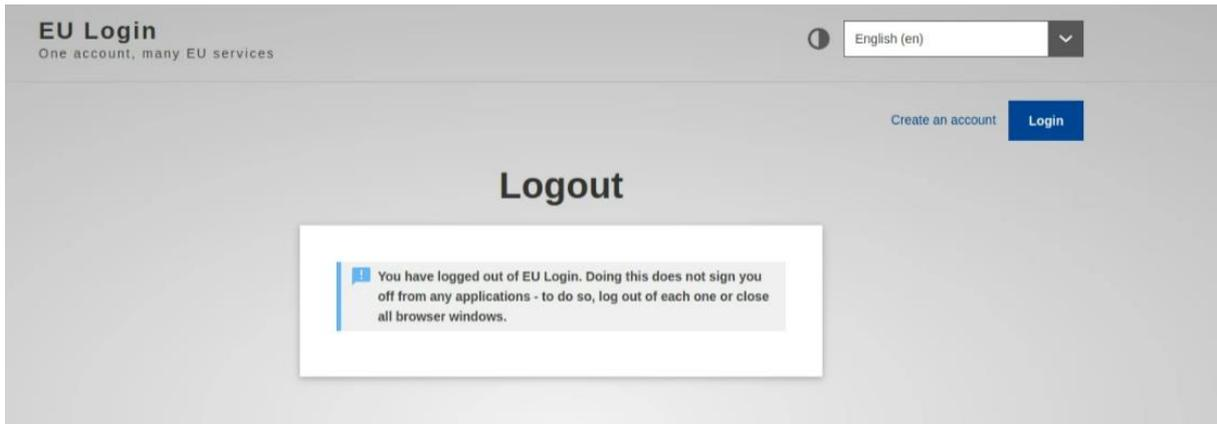 EU Login
One account, many EU services
English (en)
Create an account
Login
Logout
You have logged out of EU Login. Doing this does not sign you
off from any applications - to do so, log out of each one or close
all browser windows.